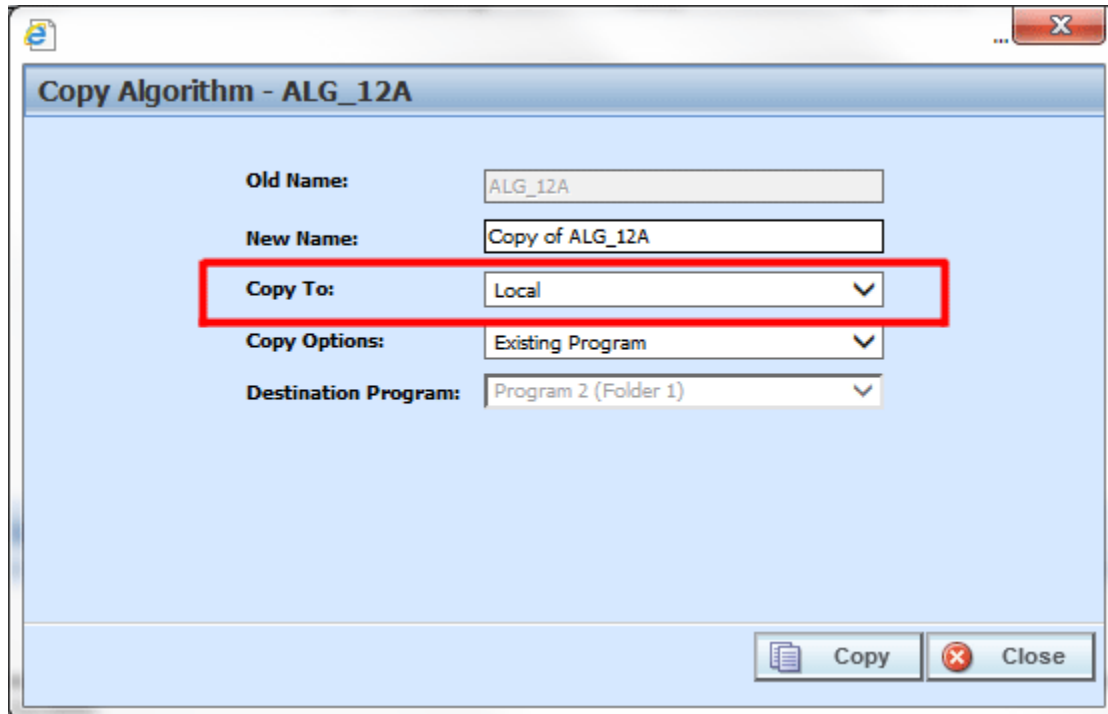 ...
Copy Algorithm - ALG_12A
Old Name: ALG_12A
New Name: Copy of ALG_12A
Copy To: Local
Copy Options: Existing Program
Destination Program: Program 2 (Folder 1)
Copy Close